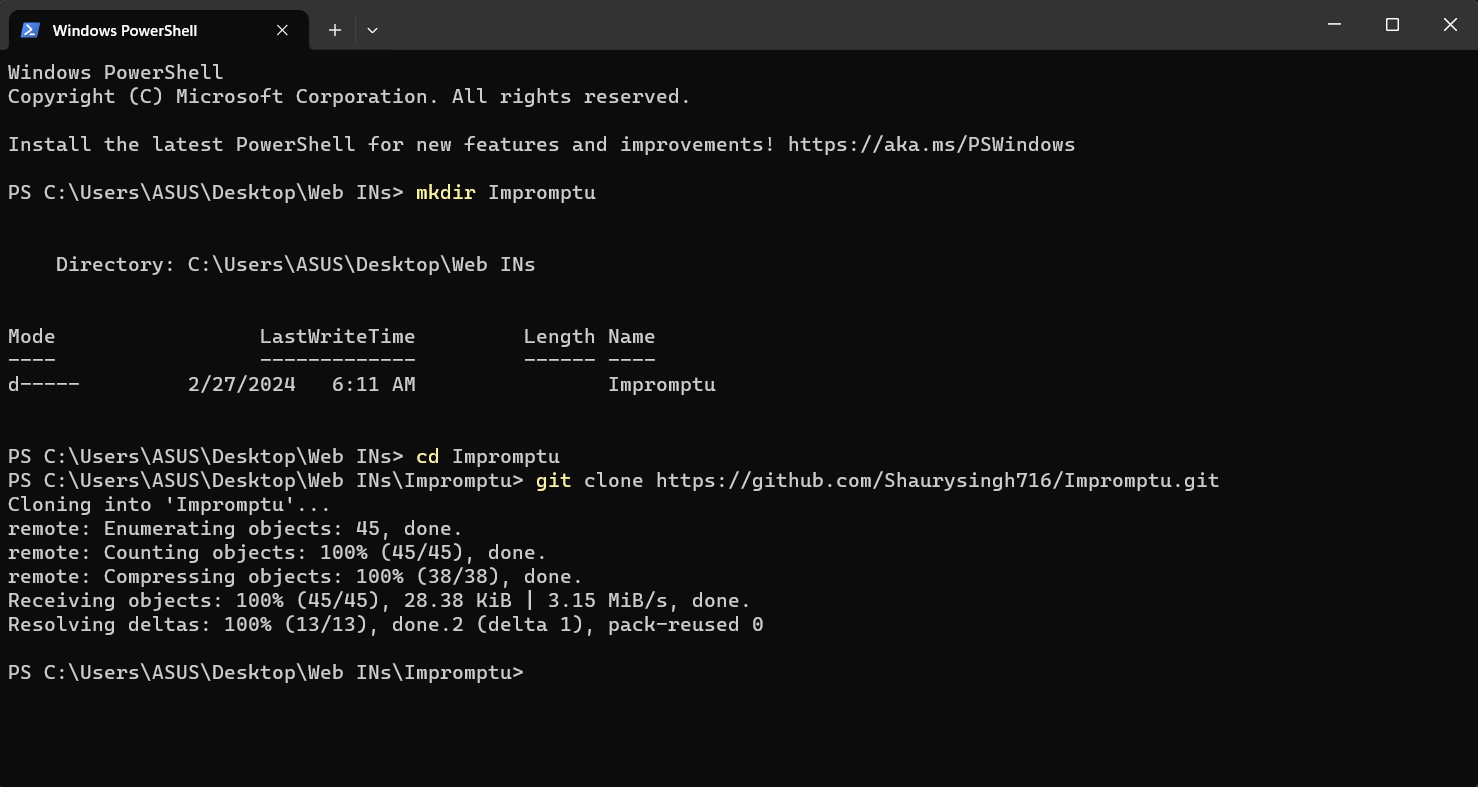 Windows PowerShell
Windows PowerShell
Copyright (C) Microsoft Corporation. All rights reserved.
Install the latest PowerShell for new features and improvements! https://aka.ms/PSWindows
PS C:\Users\ASUS\Desktop\Web INs> mkdir Impromptu
    Directory: C:\Users\ASUS\Desktop\Web INs
Mode                 LastWriteTime         Length Name
----                 -------------         ------ ----
d-----         2/27/2024   6:11 AM                Impromptu
PS C:\Users\ASUS\Desktop\Web INs> cd Impromptu
PS C:\Users\ASUS\Desktop\Web INs\Impromptu> git clone https://github.com/Shaurysingh716/Impromptu.git
Cloning into 'Impromptu'...
remote: Enumerating objects: 45, done.
remote: Counting objects: 100% (45/45), done.
remote: Compressing objects: 100% (38/38), done.
Receiving objects: 100% (45/45), 28.38 KiB | 3.15 MiB/s, done.
Resolving deltas: 100% (13/13), done.2 (delta 1), pack-reused 0
PS C:\Users\ASUS\Desktop\Web INs\Impromptu>